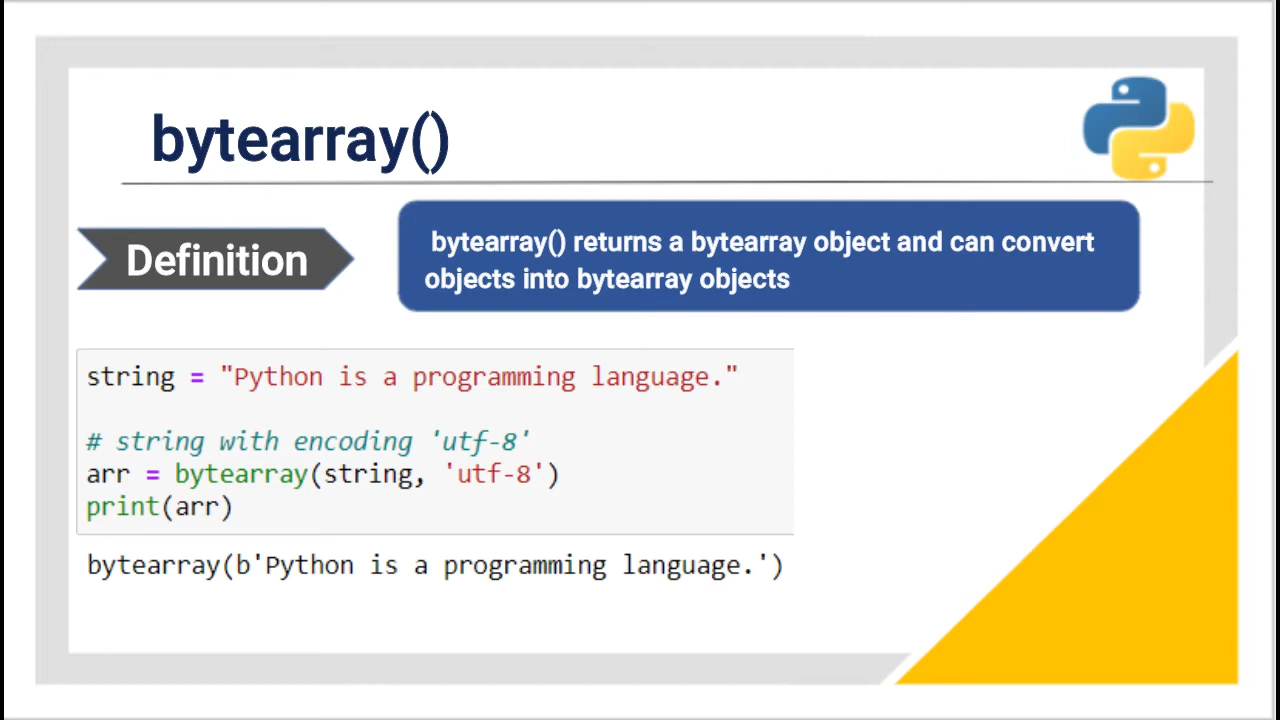 bytearray()
Definition
bytearray() returns a bytearray object and can convert
objects into bytearray objects
string = "Python is a programming language."
# string with encoding 'utf-8'
arr = bytearray(string, 'utf-8')
print(arr)
bytearray(b'Python is a programming language.')